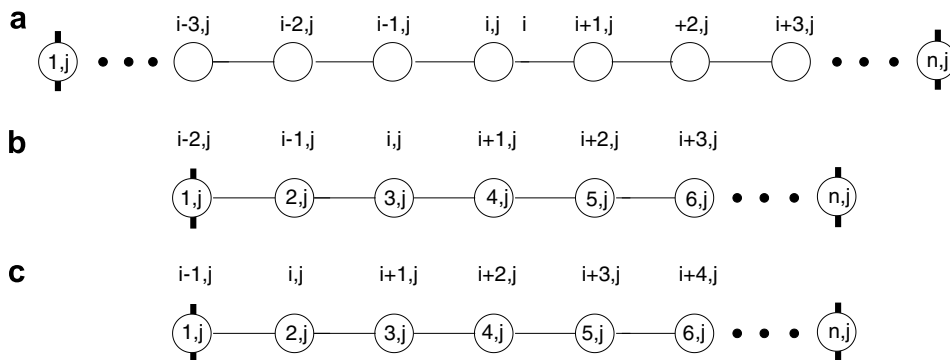 a i-3,j i-2,j i-1,j i,j i i+1,j +2,j i+3,j
1,j n,j
b i-2,j i-1,j i,j i+1,j i+2,j i+3,j
1,j 2,j 3,j 4,j 5,j 6,j n,j
c i-1,j i,j i+1,j i+2,j i+3,j i+4,j
1,j 2,j 3,j 4,j 5,j 6,j n,j